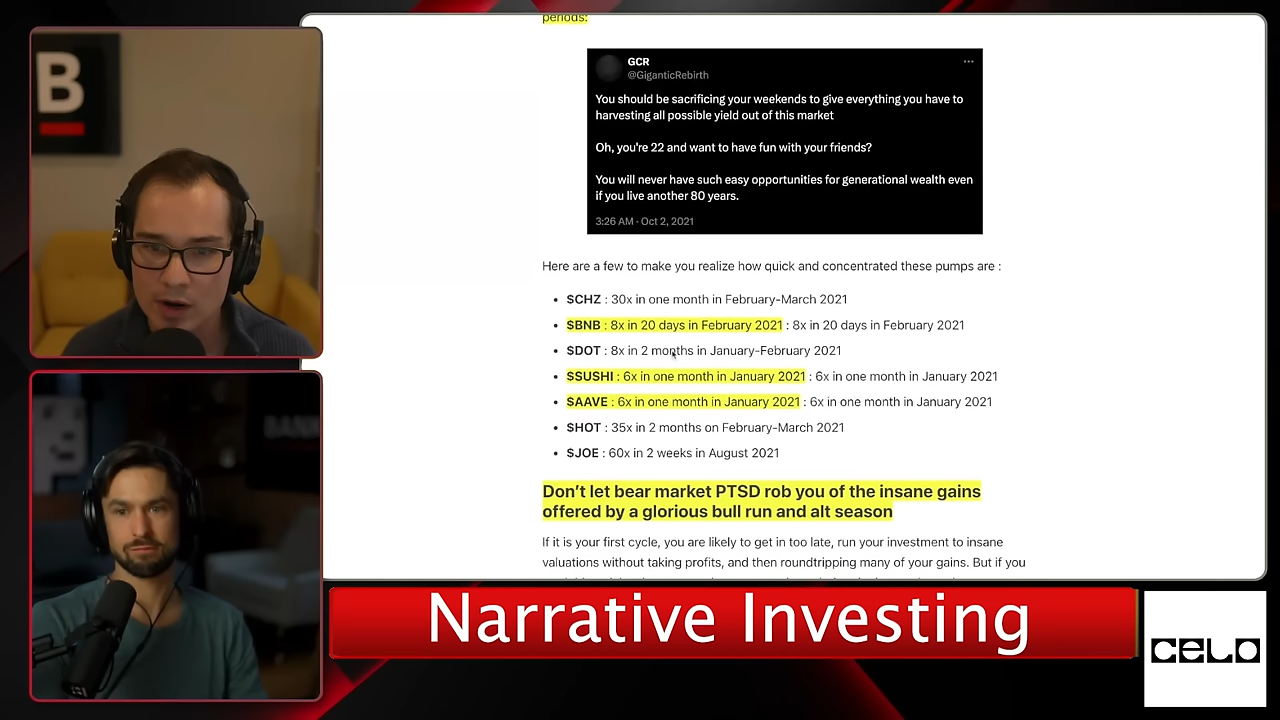 periods:
GCR
@GiganticRebirth
You should be sacrificing your weekends to give everything you have to
harvesting all possible yield out of this market
Oh, you're 22 and want to have fun with your friends?
You will never have such easy opportunities for generational wealth even
if you live another 80 years.
3:26 AM · Oct 2, 2021
Here are a few to make you realize how quick and concentrated these pumps are :
• $CHZ : 30x in one month in February-March 2021
• $BNB : 8x in 20 days in February 2021 : 8x in 20 days in February 2021
• $DOT : 8x in 2 months in January-February 2021
• $SUSHI : 6x in one month in January 2021 : 6x in one month in January 2021
• $AAVE : 6x in one month in January 2021 : 6x in one month in January 2021
• $HOT : 35x in 2 months on February-March 2021
• $JOE : 60x in 2 weeks in August 2021
Don't let bear market PTSD rob you of the insane gains
offered by a glorious bull run and alt season
If it is your first cycle, you are likely to get in too late, run your investment to insane
valuations without taking profits, and then roundtripping many of your gains. But if you
B
Narrative Investing
CELO